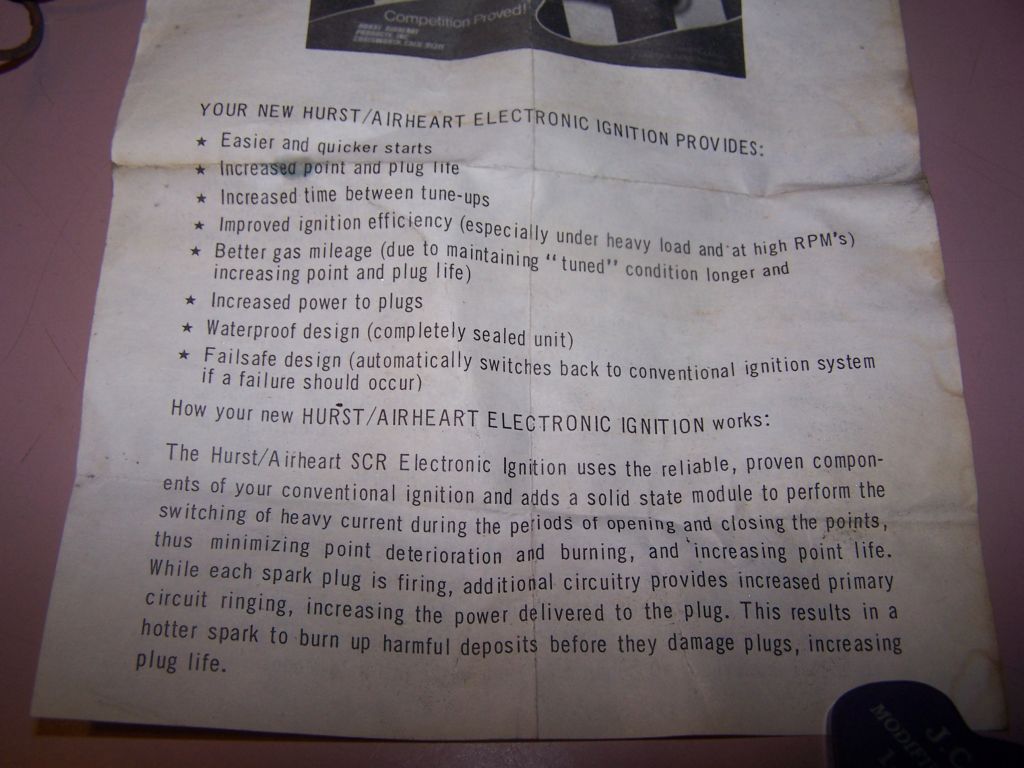 Competition Proved!
HURST AIRHEART
PRODUCTS, INC.
YOUR NEW HURST/AIRHEART ELECTRONIC IGNITION PROVIDES:
★ Easier and quicker starts
★ Increased point and plug life
★ Increased time between tune-ups
★ Improved ignition efficiency (especially under heavy load and at high RPM's)
★ Better gas mileage (due to maintaining "tuned" condition longer and
increasing point and plug life)
★ Increased power to plugs
★ Waterproof design (completely sealed unit)
★ Failsafe design (automatically switches back to conventional ignition system
if a failure should occur)
How your new HURST/AIRHEART ELECTRONIC IGNITION works:
The Hurst/Airheart SCR Electronic Ignition uses the reliable, proven compon-
ents of your conventional ignition and adds a solid state module to perform the
switching of heavy current during the periods of opening and closing the points,
thus minimizing point deterioration and burning, and increasing point life.
While each spark plug is firing, additional circuitry provides increased primary
circuit ringing, increasing the power delivered to the plug. This results in a
hotter spark to burn up harmful deposits before they damage plugs, increasing
plug life.
J.C
MODIFI
1